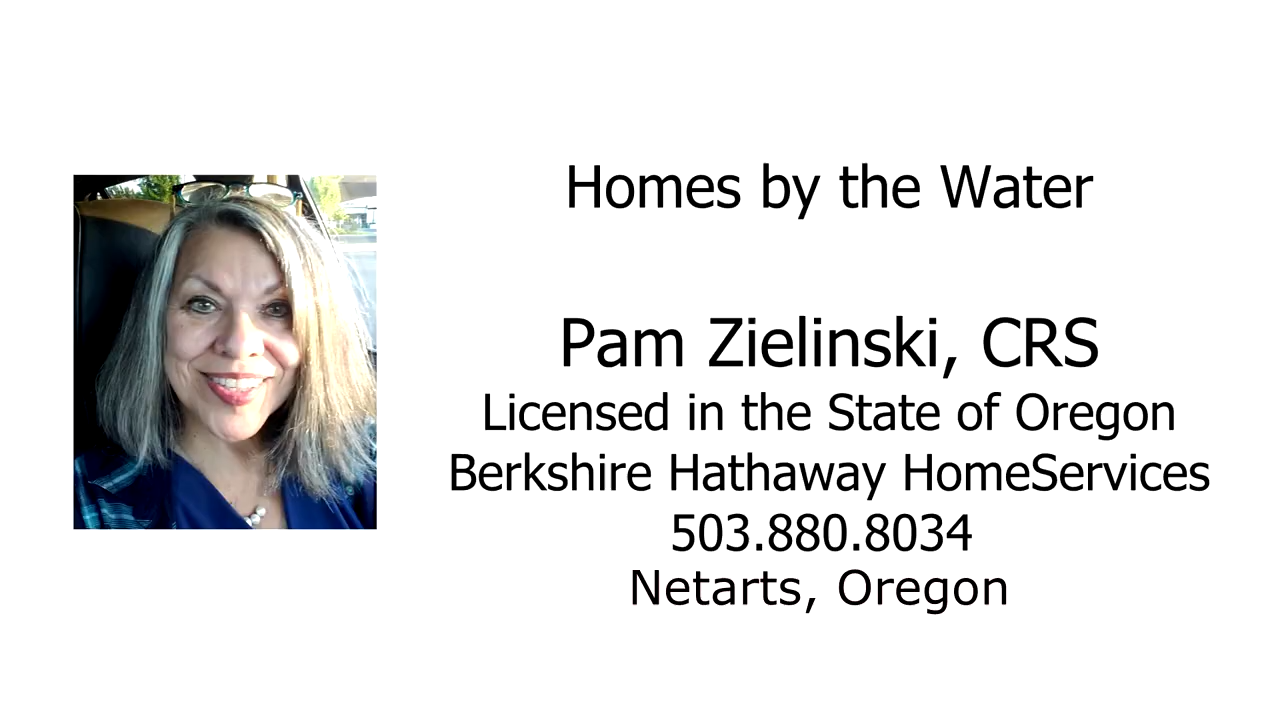 Homes by the Water
Pam Zielinski, CRS
Licensed in the State of Oregon
Berkshire Hathaway HomeServices
503.880.8034
Netarts, Oregon